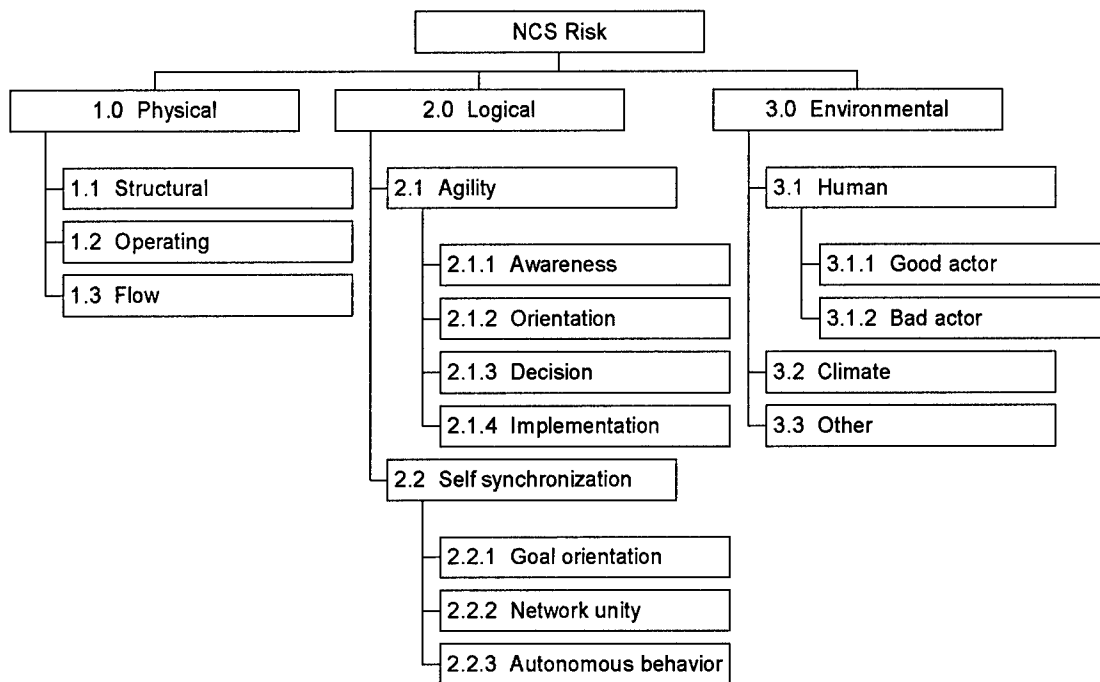 NCS Risk
1.0 Physical
2.0 Logical
3.0 Environmental
1.1 Structural
1.2 Operating
1.3 Flow
2.1 Agility
2.1.1 Awareness
2.1.2 Orientation
2.1.3 Decision
2.1.4 Implementation
2.2 Self synchronization
2.2.1 Goal orientation
2.2.2 Network unity
2.2.3 Autonomous behavior
3.1 Human
3.1.1 Good actor
3.1.2 Bad actor
3.2 Climate
3.3 Other